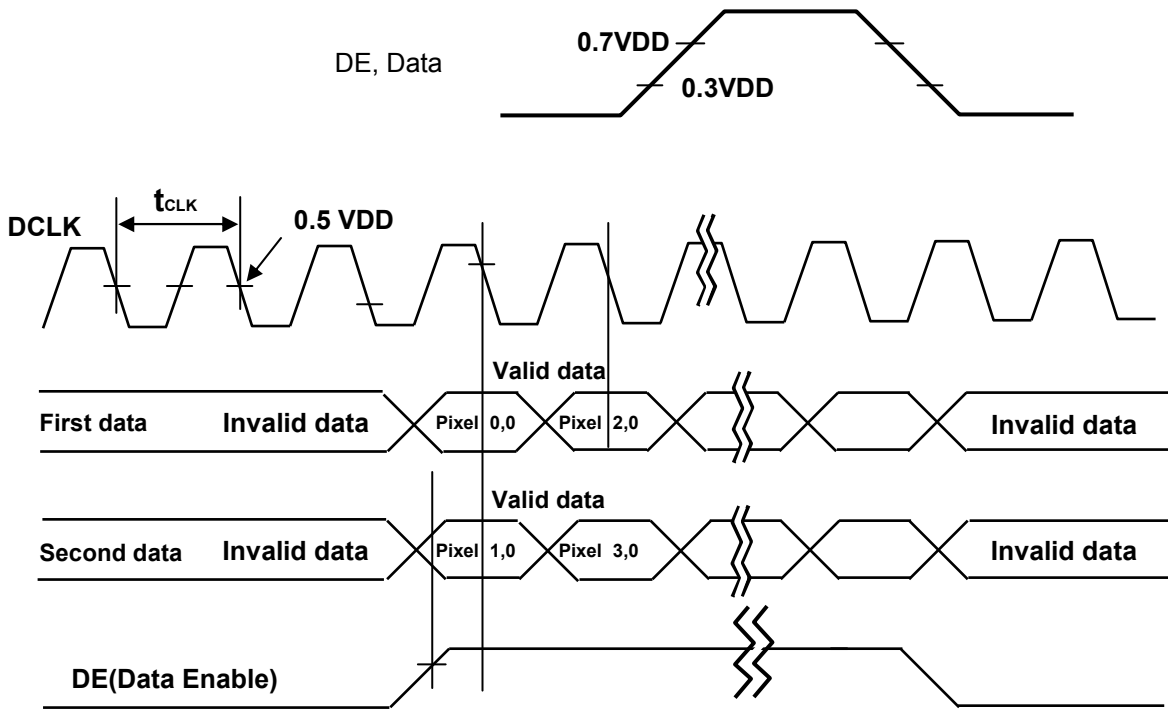 0.7VDD
DE, Data
0.3VDD
tCLK
0.5 VDD
DCLK
Valid data
First data Invalid data Pixel 0,0 Pixel 2,0 Invalid data
Valid data
Second data Invalid data Pixel 1,0 Pixel 3,0 Invalid data
DE(Data Enable)